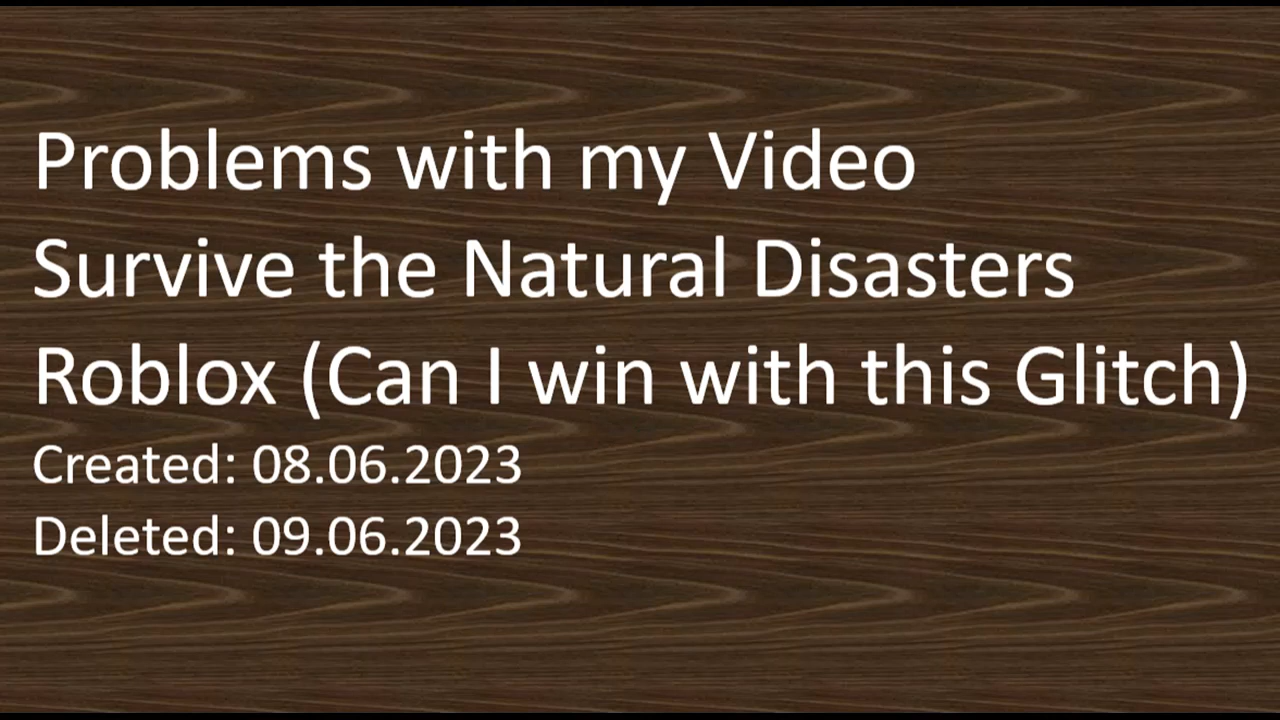 Problems with my Video
Survive the Natural Disasters
Roblox (Can I win with this Glitch)
Created: 08.06.2023
Deleted: 09.06.2023